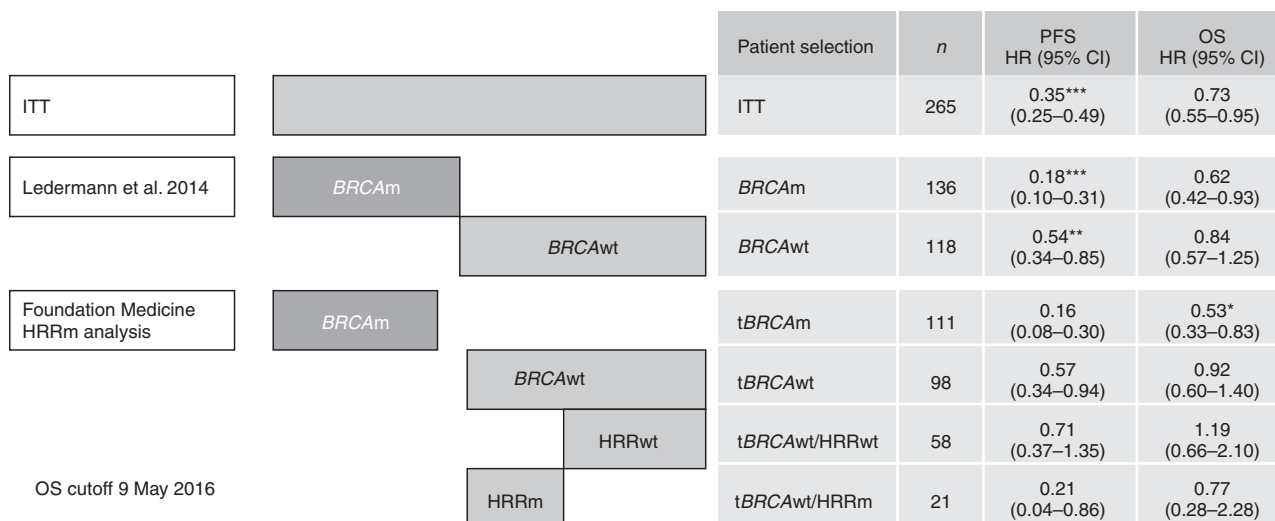 Patient selection n PFS HR (95% CI) OS HR (95% CI)
ITT ITT 265 0.35*** (0.25–0.49) 0.73 (0.55–0.95)
Ledermann et al. 2014 BRCAm BRCAm 136 0.18*** (0.10–0.31) 0.62 (0.42–0.93)
BRCAwt BRCAwt 118 0.54** (0.34–0.85) 0.84 (0.57–1.25)
Foundation Medicine
HRRm analysis BRCAm tBRCAm 111 0.16 (0.08–0.30) 0.53* (0.33–0.83)
BRCAwt tBRCAwt 98 0.57 (0.34–0.94) 0.92 (0.60–1.40)
HRRwt tBRCAwt/HRRwt 58 0.71 (0.37–1.35) 1.19 (0.66–2.10)
OS cutoff 9 May 2016 HRRm tBRCAwt/HRRm 21 0.21 (0.04–0.86) 0.77 (0.28–2.28)